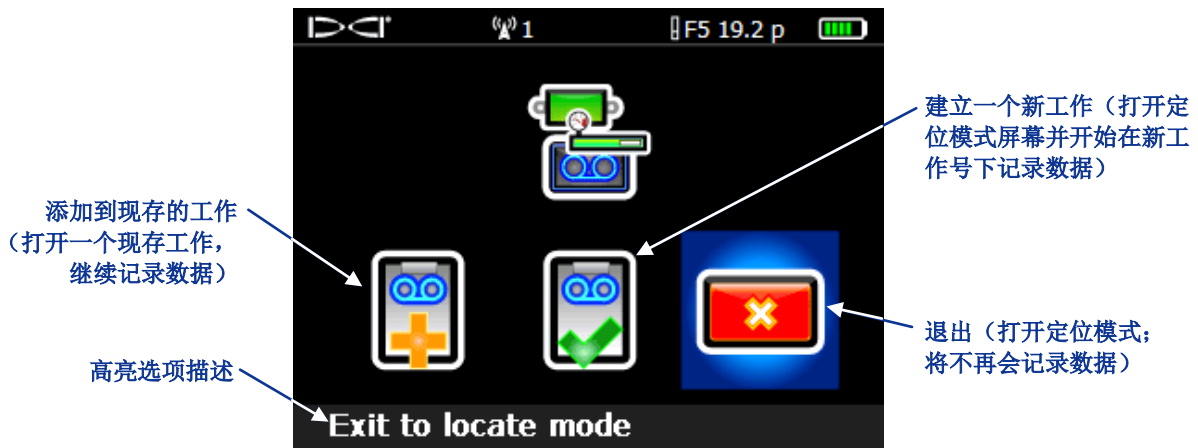 DCI
1
F5 19.2 p
建立一个新工作（打开定
位模式屏幕并开始在新工
作号下记录数据）
添加到现存的工作
（打开一个现存工作，
继续记录数据）
退出（打开定位模式；
将不再会记录数据）
高亮选项描述
Exit to locate mode